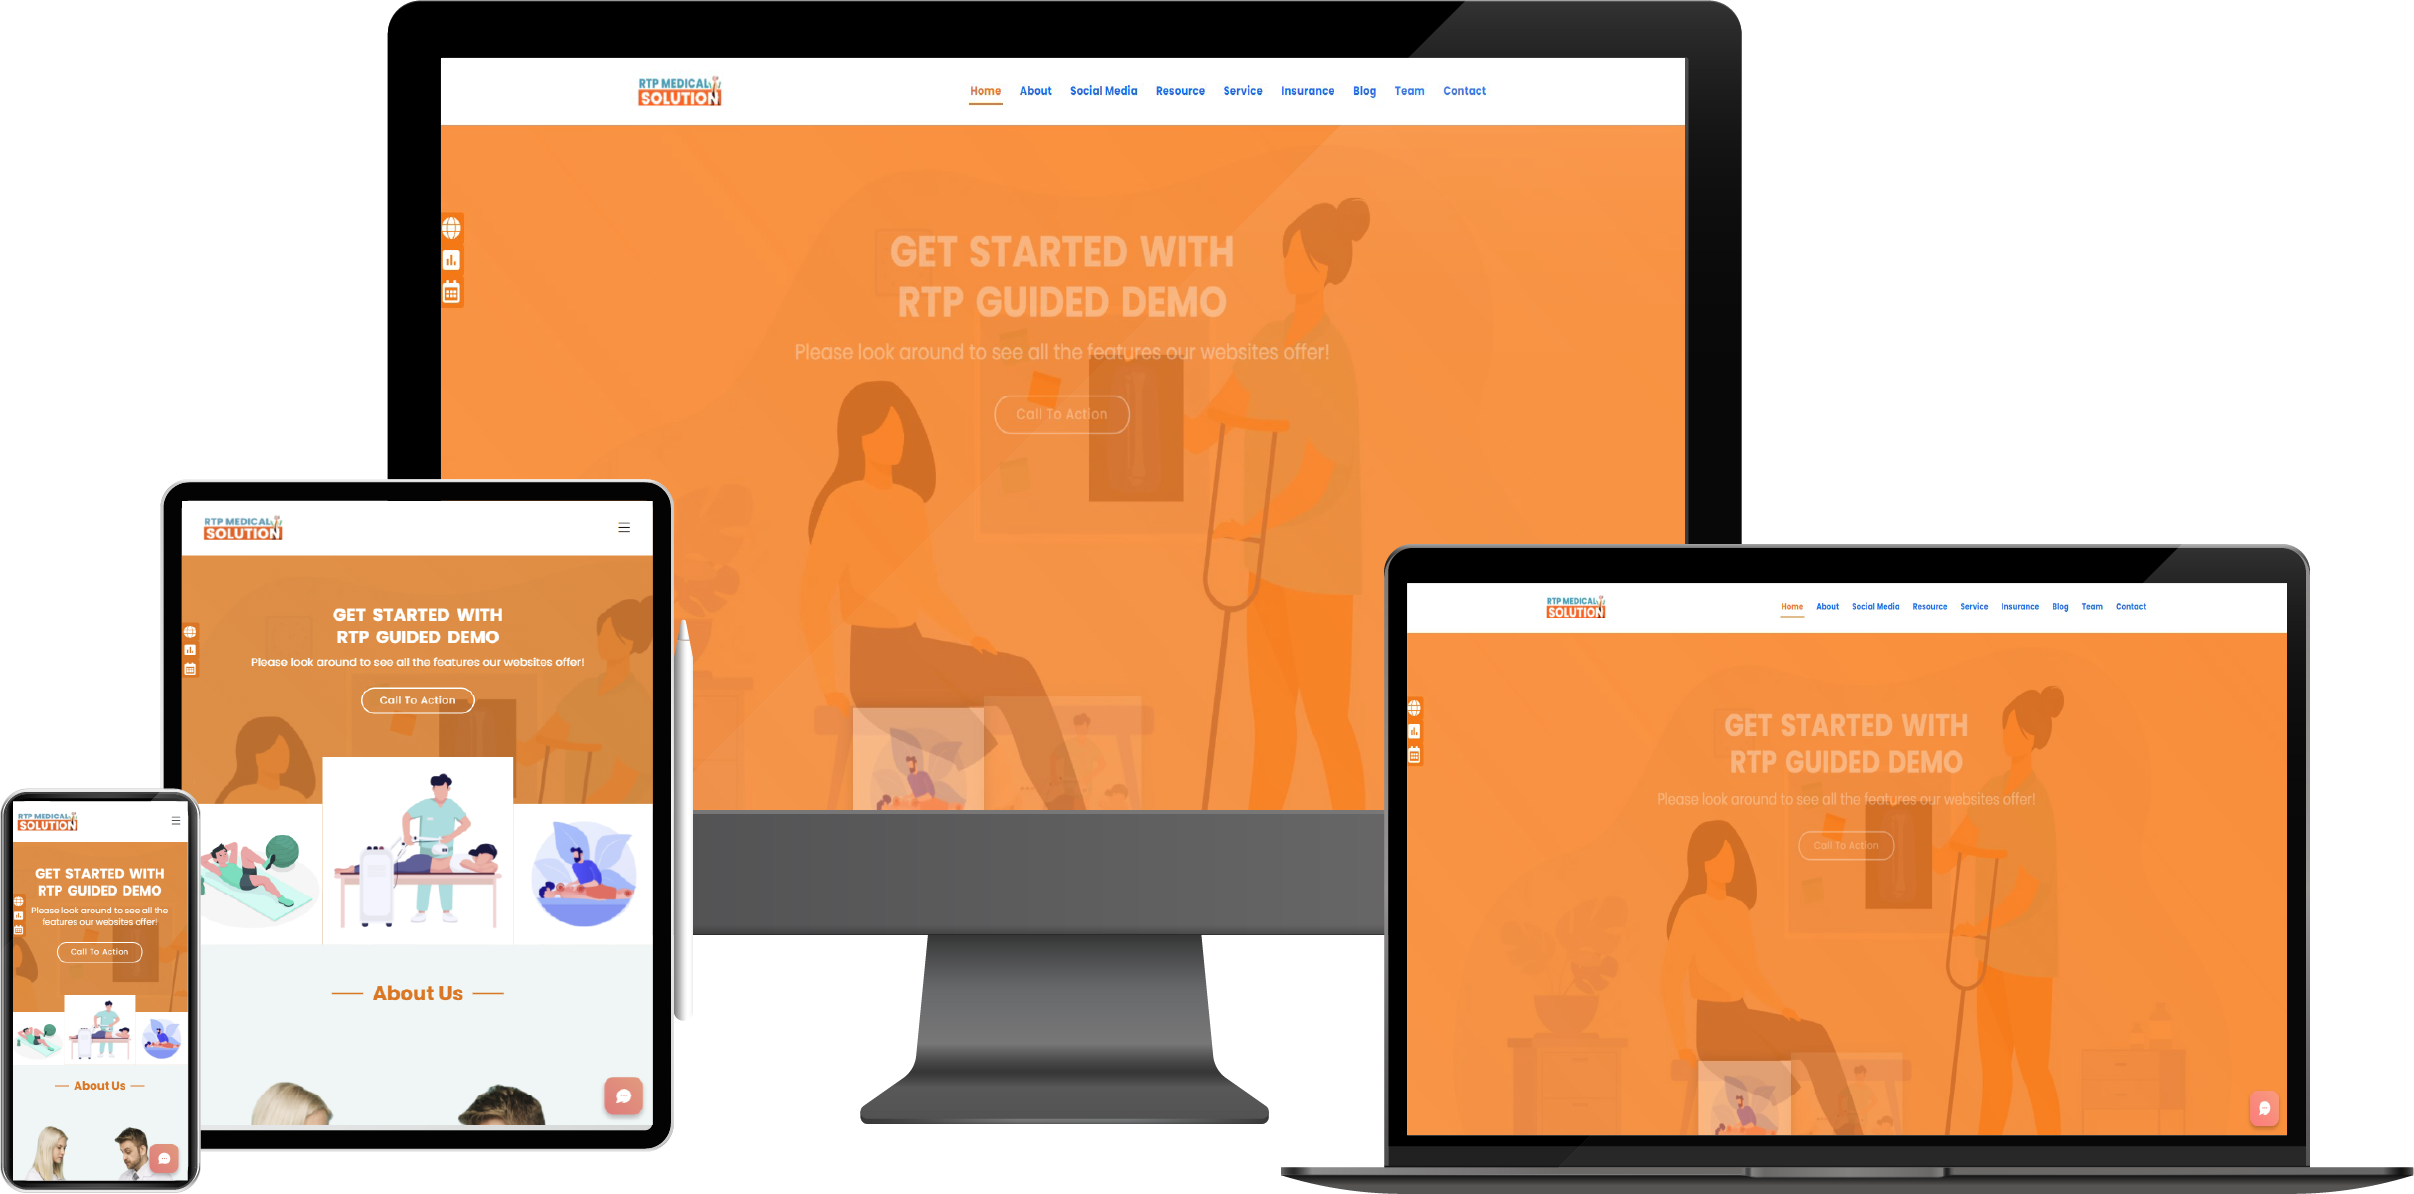 RTP MEDICAL
SOLUTION
Home About Social Media Resource Service Insurance Blog Team Contact
GET STARTED WITH
RTP GUIDED DEMO
Please look around to see all the features our websites offer!
Call To Action
RTP MEDICAL
SOLUTION
GET STARTED WITH
RTP GUIDED DEMO
Please look around to see all the features our websites offer!
Call To Action
About Us
RTP MEDICAL
SOLUTION
GET STARTED WITH
RTP GUIDED DEMO
Please look around to see all the
features our websites offer!
Call To Action
About Us
RTP MEDICAL
SOLUTION
Home About Social Media Resource Service Insurance Blog Team Contact
GET STARTED WITH
RTP GUIDED DEMO
Please look around to see all the features our websites offer!
Call To Action